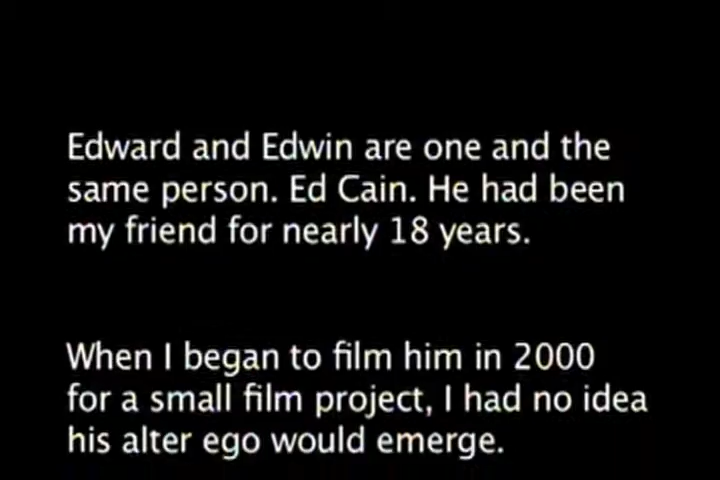 Edward and Edwin are one and the
same person. Ed Cain. He had been
my friend for nearly 18 years.
When I began to film him in 2000
for a small film project, I had no idea
his alter ego would emerge.